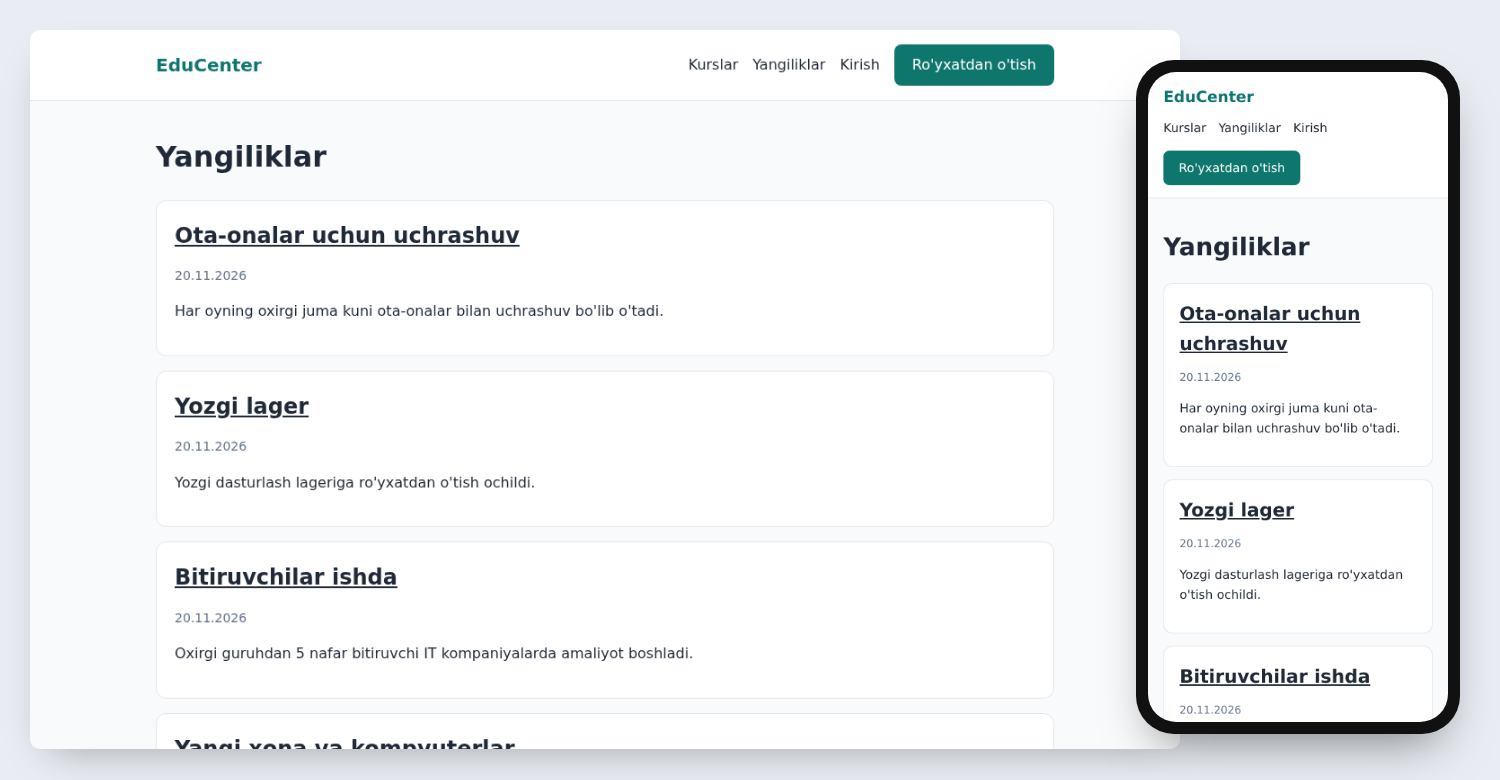 EduCenter
Kurslar Yangiliklar Kirish Ro'yxatdan o'tish
Yangiliklar
Ota-onalar uchun uchrashuv
20.11.2026
Har oyning oxirgi juma kuni ota-onalar bilan uchrashuv bo'lib o'tadi.
Yozgi lager
20.11.2026
Yozgi dasturlash lageriga ro'yxatdan o'tish ochildi.
Bitiruvchilar ishda
20.11.2026
Oxirgi guruhdan 5 nafar bitiruvchi IT kompaniyalarda amaliyot boshladi.
Yangi xona va kompyuterlar
EduCenter
Kurslar Yangiliklar Kirish
Ro'yxatdan o'tish
Yangiliklar
Ota-onalar uchun
uchrashuv
20.11.2026
Har oyning oxirgi juma kuni ota-
onalar bilan uchrashuv bo'lib o'tadi.
Yozgi lager
20.11.2026
Yozgi dasturlash lageriga ro'yxatdan
o'tish ochildi.
Bitiruvchilar ishda
20.11.2026